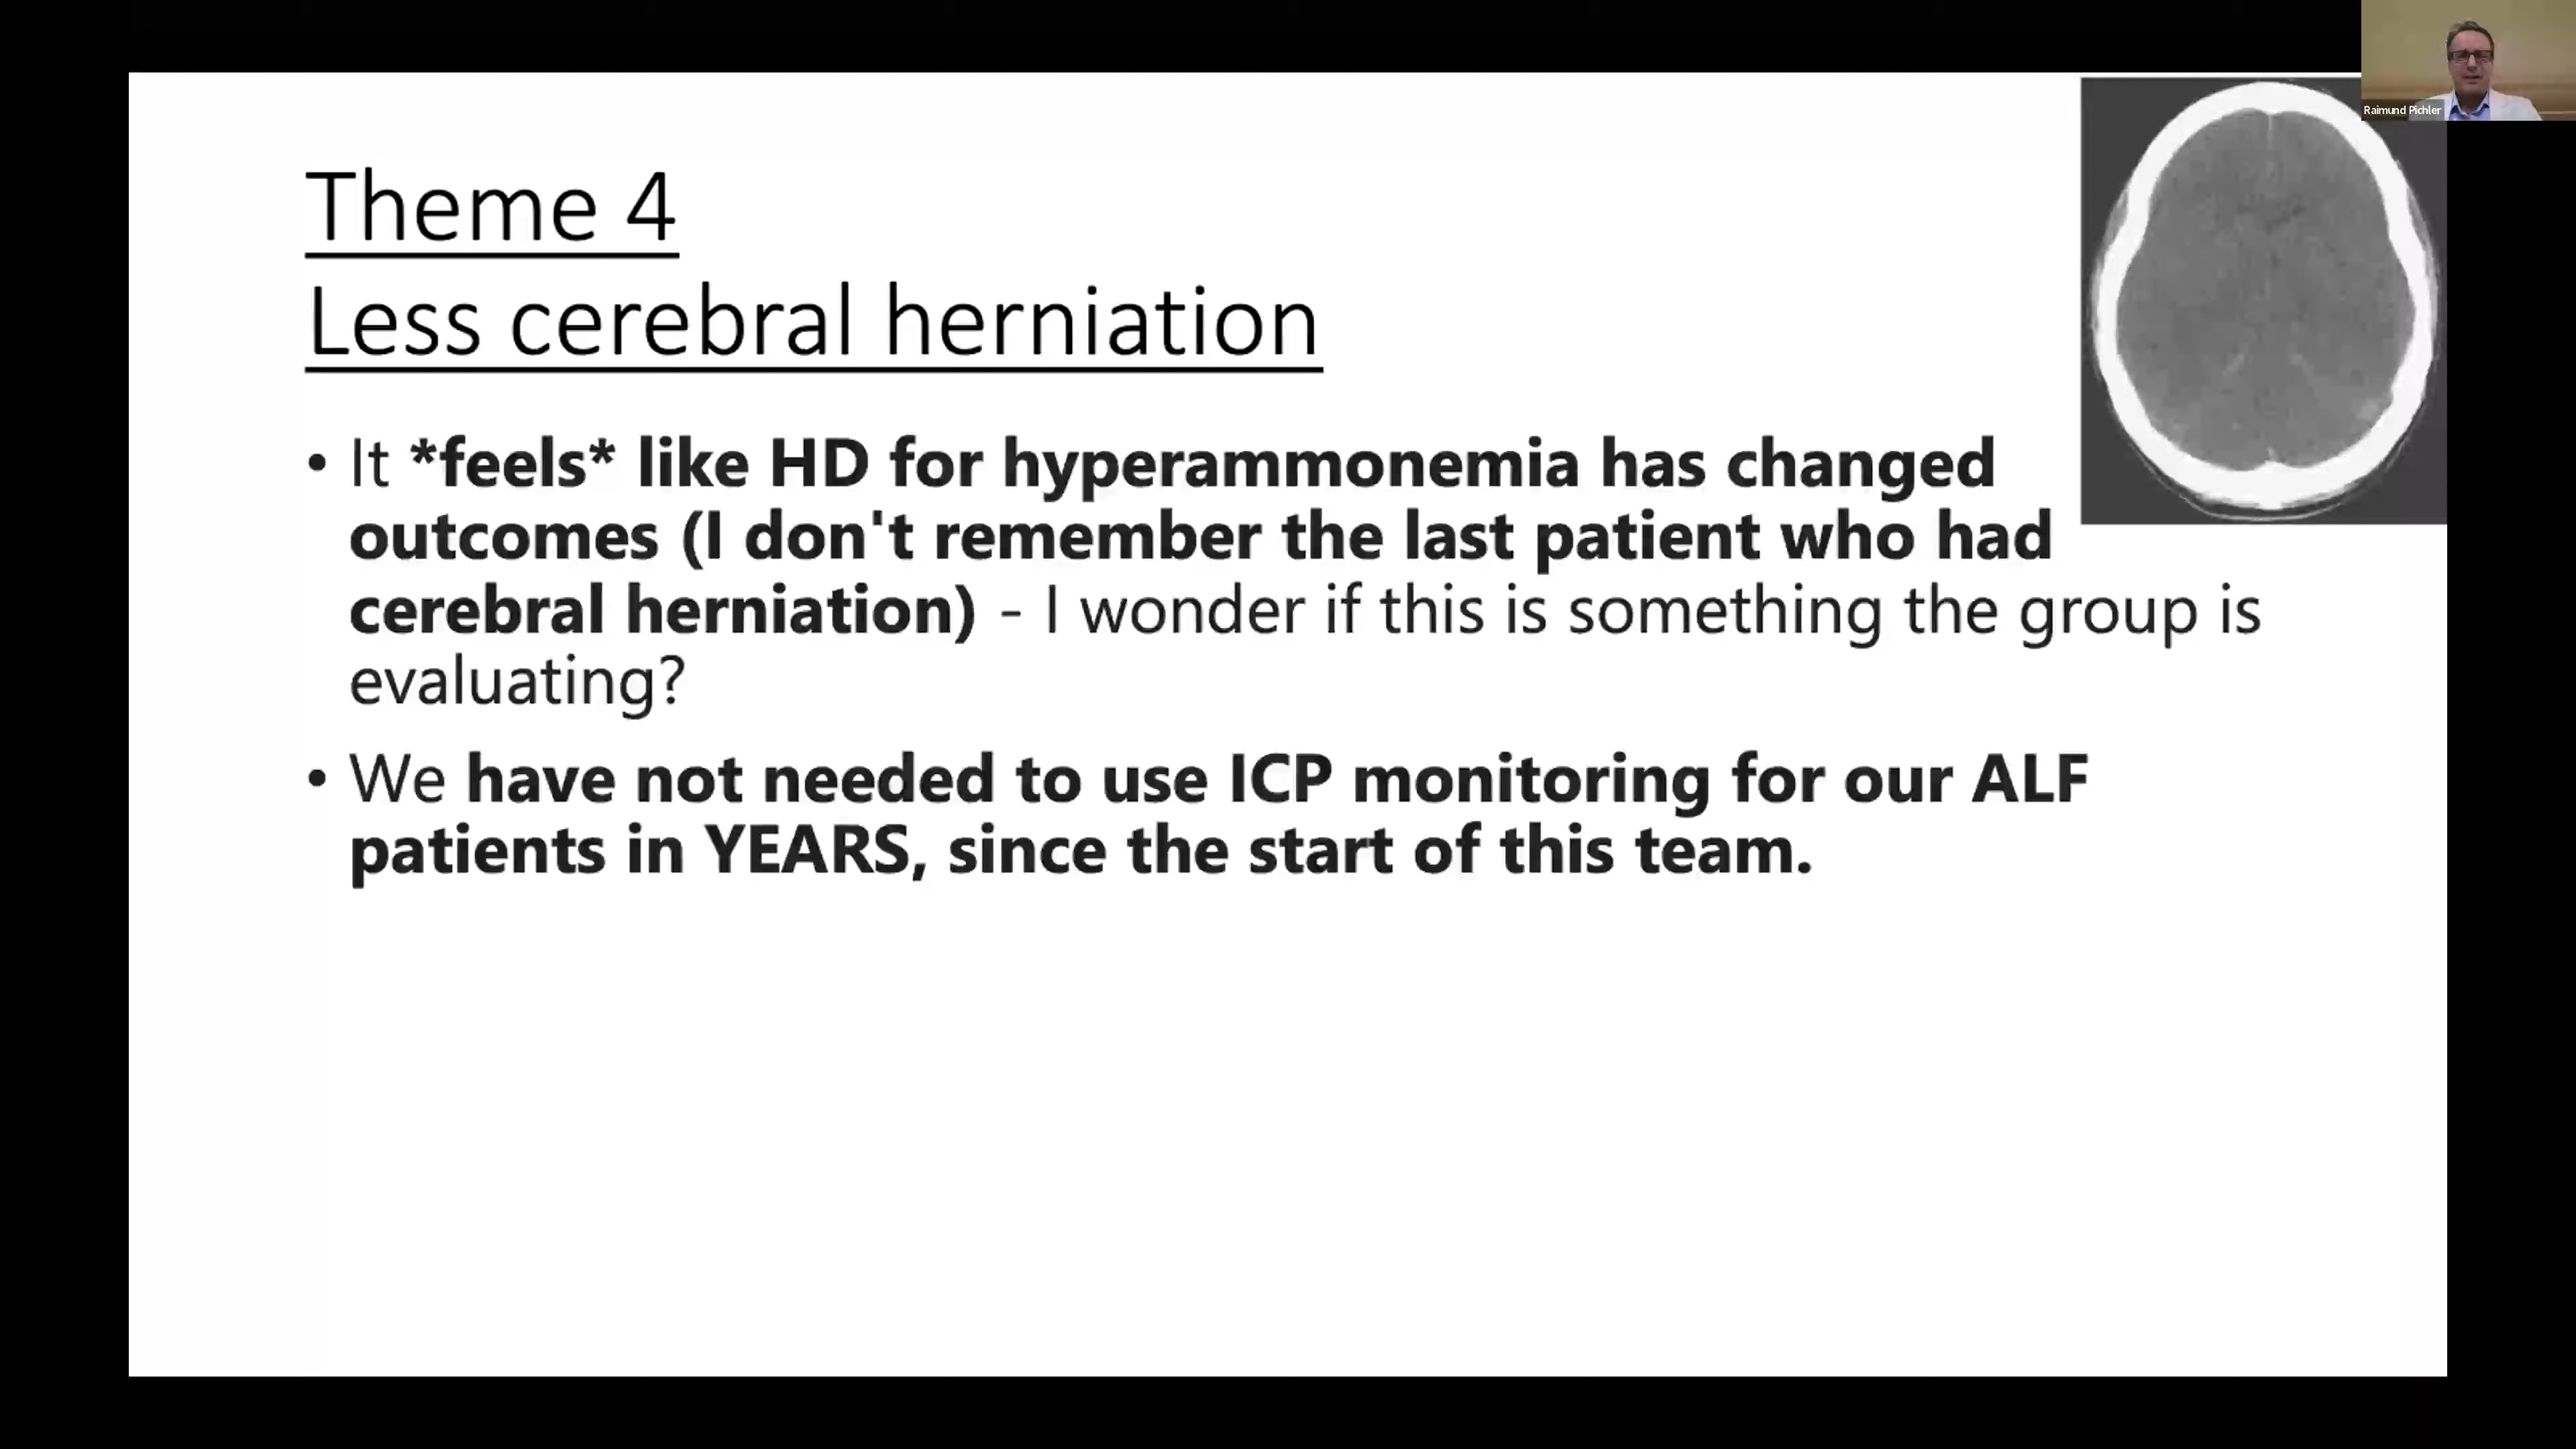 Raimund Pichler
Theme 4
Less cerebral herniation
• It *feels* like HD for hyperammonemia has changed
outcomes (I don't remember the last patient who had
cerebral herniation) - I wonder if this is something the group is
evaluating?
• We have not needed to use ICP monitoring for our ALF
patients in YEARS, since the start of this team.